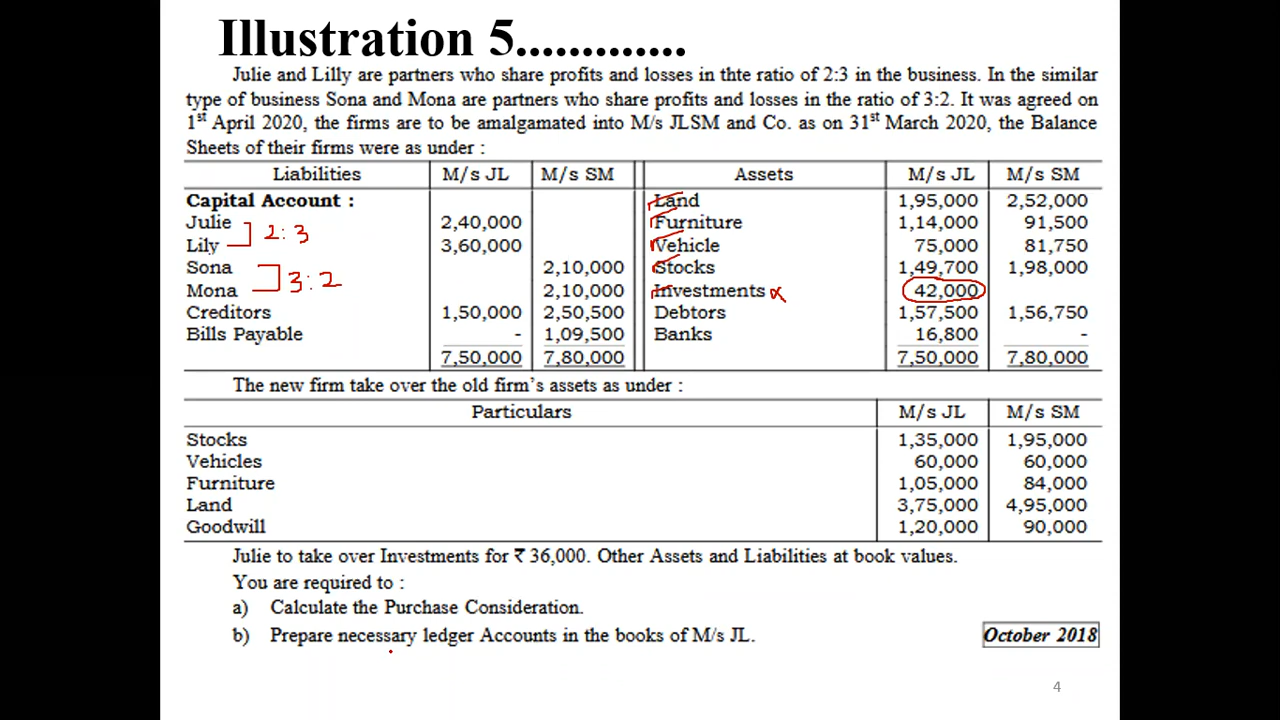 Illustration 5.............
Julie and Lilly are partners who share profits and losses in thte ratio of 2:3 in the business. In the similar
type of business Sona and Mona are partners who share profits and losses in the ratio of 3:2. It was agreed on
1st April 2020, the firms are to be amalgamated into M/s JLSM and Co. as on 31st March 2020, the Balance
Sheets of their firms were as under :
Liabilities M/s JL M/s SM Assets M/s JL M/s SM
Capital Account : Land 1,95,000 2,52,000
Julie 2,40,000 Furniture 1,14,000 91,500
2:3
Lily 3,60,000 Vehicle 75,000 81,750
Sona 2,10,000 Stocks 1,49,700 1,98,000
3:2
Mona 2,10,000 Investments 42,000
Creditors 1,50,000 2,50,500 Debtors 1,57,500 1,56,750
Bills Payable - 1,09,500 Banks 16,800 -
7,50,000 7,80,000 7,50,000 7,80,000
The new firm take over the old firm's assets as under :
Particulars M/s JL M/s SM
Stocks 1,35,000 1,95,000
Vehicles 60,000 60,000
Furniture 1,05,000 84,000
Land 3,75,000 4,95,000
Goodwill 1,20,000 90,000
Julie to take over Investments for ₹ 36,000. Other Assets and Liabilities at book values.
You are required to :
a) Calculate the Purchase Consideration.
b) Prepare necessary ledger Accounts in the books of M/s JL.
October 2018
4